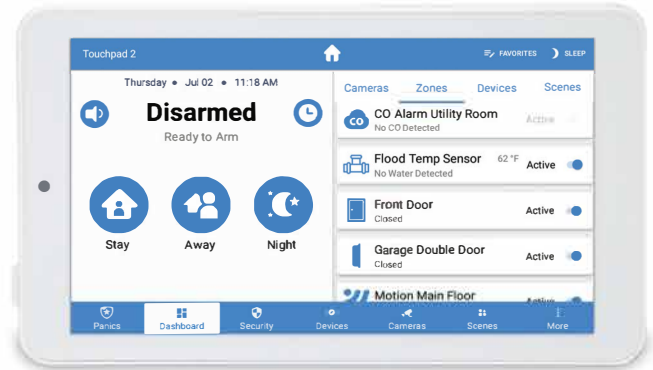 Touchpad 2
FAVORITES
SLEEP
Thursday • Jul 02 • 11:18 AM
Disarmed
Ready to Arm
Stay
Away
Night
Cameras
Zones
Devices
Scenes
CO
CO Alarm Utility Room
No CO Detected
Active
Flood Temp Sensor
62 °F
No Water Detected
Active
Front Door
Closed
Active
Garage Double Door
Closed
Active
Motion Main Floor
Active
Panics
Dashboard
Security
Devices
Cameras
Scenes
More